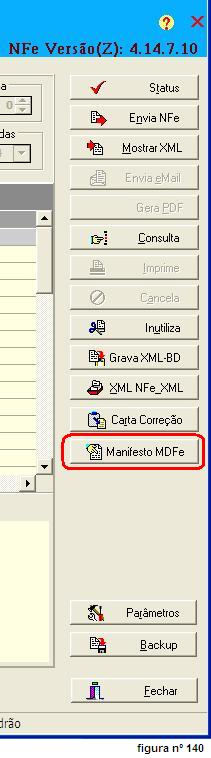 NFe Versão(Z): 4.14.7.10
a
0
das
4
Status
Envia NFe
Mostrar XML
Envia eMail
Gera PDF
Consulta
Imprime
Cancela
Inutiliza
Grava XML-BD
XML NFe_XML
Carta Correção
Manifesto MDFe
Parâmetros
Backup
Fechar
drão
figura nº 140